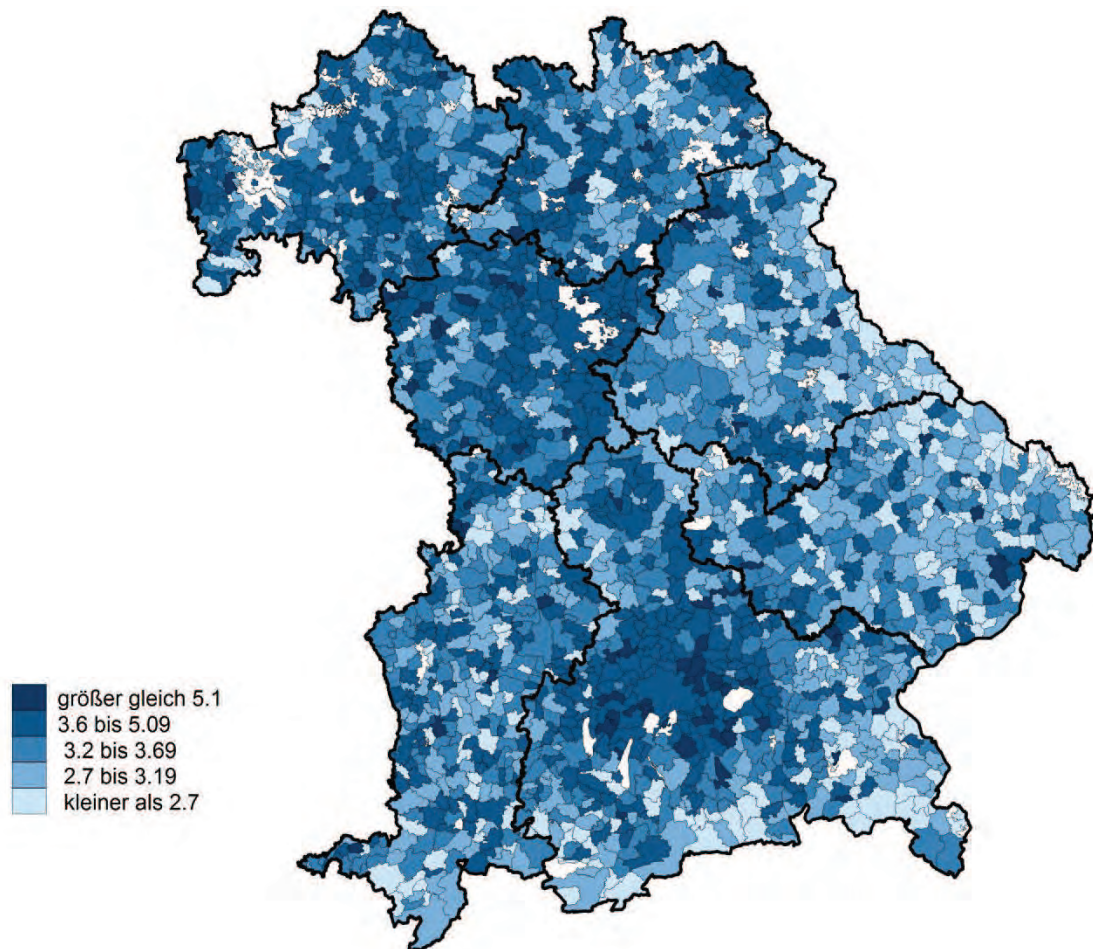 größer gleich 5.1
3.6 bis 5.09
3.2 bis 3.69
2.7 bis 3.19
kleiner als 2.7